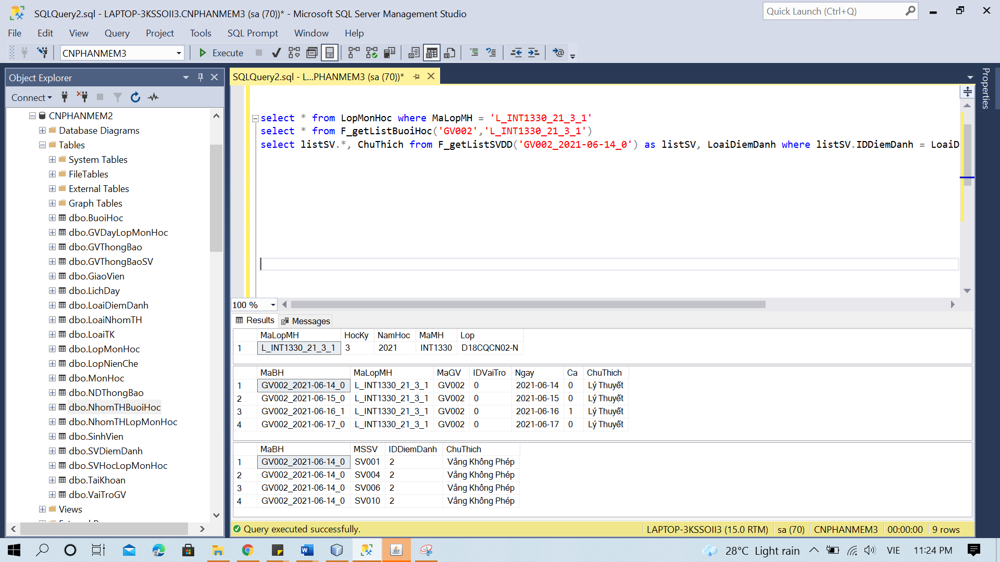 SQLQuery2.sql - LAPTOP-3KSSOII3.CNPHANMEM3 (sa (70))* - Microsoft SQL Server Management Studio
Quick Launch (Ctrl+Q)
File Edit View Query Project Tools SQL Prompt Window Help
CNPHANMEM3 Execute
Object Explorer
Connect
CNPHANMEM2
Database Diagrams
Tables
System Tables
FileTables
External Tables
Graph Tables
dbo.BuoiHoc
dbo.GVDayLopMonHoc
dbo.GVThongBao
dbo.GVThongBaoSV
dbo.GiaoVien
dbo.LichDay
dbo.LoaiDiemDanh
dbo.LoaiNhomTH
dbo.LoaiTK
dbo.LopMonHoc
dbo.LopNienChe
dbo.MonHoc
dbo.NDThongBao
dbo.NhomTHBuoiHoc
dbo.NhomTHLopMonHoc
dbo.SinhVien
dbo.SVDiemDanh
dbo.SVHocLopMonHoc
dbo.TaiKhoan
dbo.VaiTroGV
Views
SQLQuery2.sql - L...PHANMEM3 (sa (70))*
Properties
select * from LopMonHoc where MaLopMH = 'L_INT1330_21_3_1'
select * from F_getListBuoiHoc('GV002','L_INT1330_21_3_1')
select listSV.*, ChuThich from F_getListSVDD('GV002_2021-06-14_0') as listSV, LoaiDiemDanh where listSV.IDDiemDanh = LoaiD
100 %
Results Messages
MaLopMH HocKy NamHoc MaMH Lop
1 L_INT1330_21_3_1 3 2021 INT1330 D18CQCN02-N
MaBH MaLopMH MaGV IDVaiTro Ngay Ca ChuThich
1 GV002_2021-06-14_0 L_INT1330_21_3_1 GV002 0 2021-06-14 0 Lý Thuyết
2 GV002_2021-06-15_0 L_INT1330_21_3_1 GV002 0 2021-06-15 0 Lý Thuyết
3 GV002_2021-06-16_1 L_INT1330_21_3_1 GV002 0 2021-06-16 1 Lý Thuyết
4 GV002_2021-06-17_0 L_INT1330_21_3_1 GV002 0 2021-06-17 0 Lý Thuyết
MaBH MSSV IDDiemDanh ChuThich
1 GV002_2021-06-14_0 SV001 2 Vắng Không Phép
2 GV002_2021-06-14_0 SV004 2 Vắng Không Phép
3 GV002_2021-06-14_0 SV006 2 Vắng Không Phép
4 GV002_2021-06-14_0 SV010 2 Vắng Không Phép
Query executed successfully.
LAPTOP-3KSSOII3 (15.0 RTM) sa (70) CNPHANMEM3 00:00:00 9 rows
28°C Light rain VIE 11:24 PM